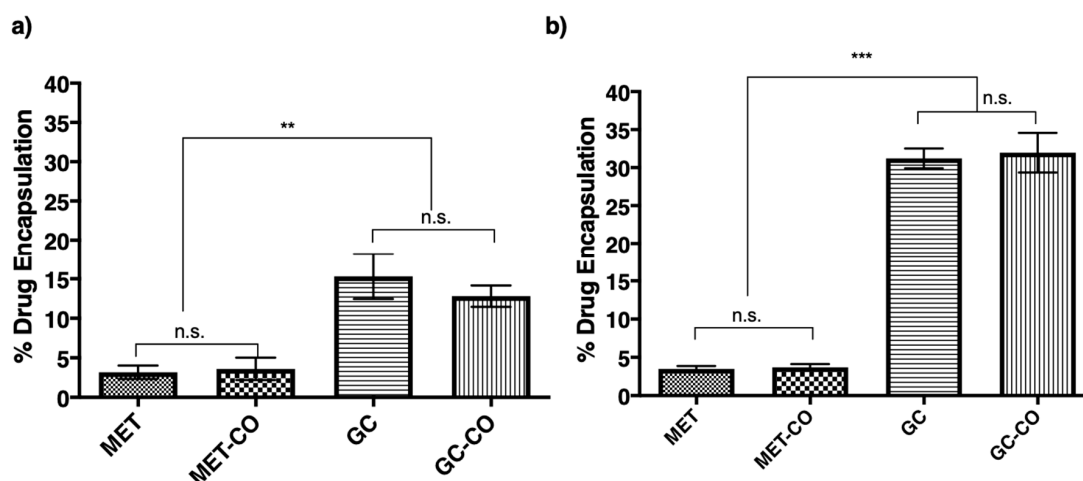 a)
% Drug Encapsulation
40
35
30
25
20
15
10
5
0
**
n.s.
n.s.
MET
MET-CO
GC
GC-CO
b)
% Drug Encapsulation
40
35
30
25
20
15
10
5
0
***
n.s.
n.s.
MET
MET-CO
GC
GC-CO